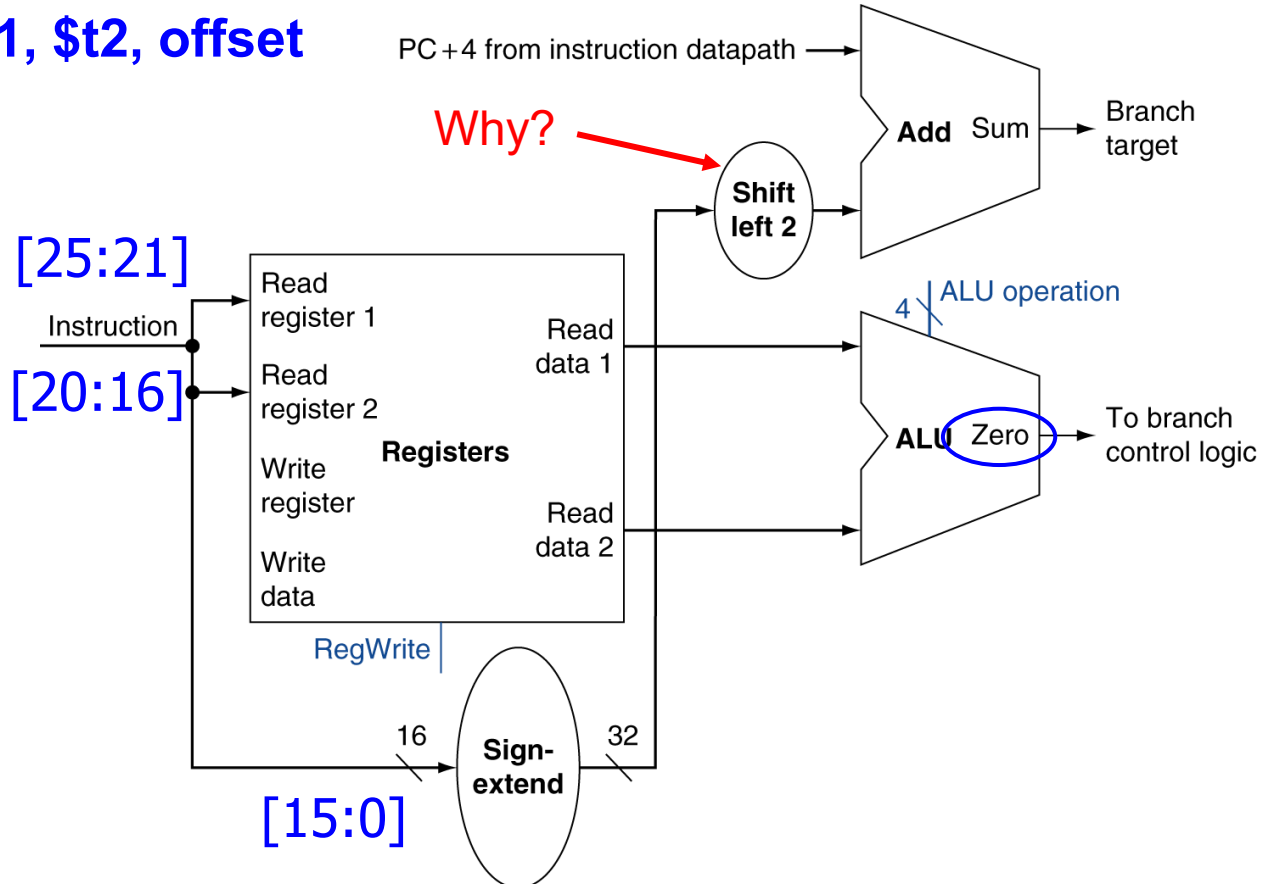 1, $t2, offset
PC+4 from instruction datapath
Why?
Add Sum
Branch
target
Shift
left 2
[25:21]
Instruction
[20:16]
Read
register 1
Read
register 2
Write
register
Write
data
Registers
Read
data 1
Read
data 2
RegWrite
4
ALU operation
ALU Zero
To branch
control logic
16
Sign-
extend
32
[15:0]